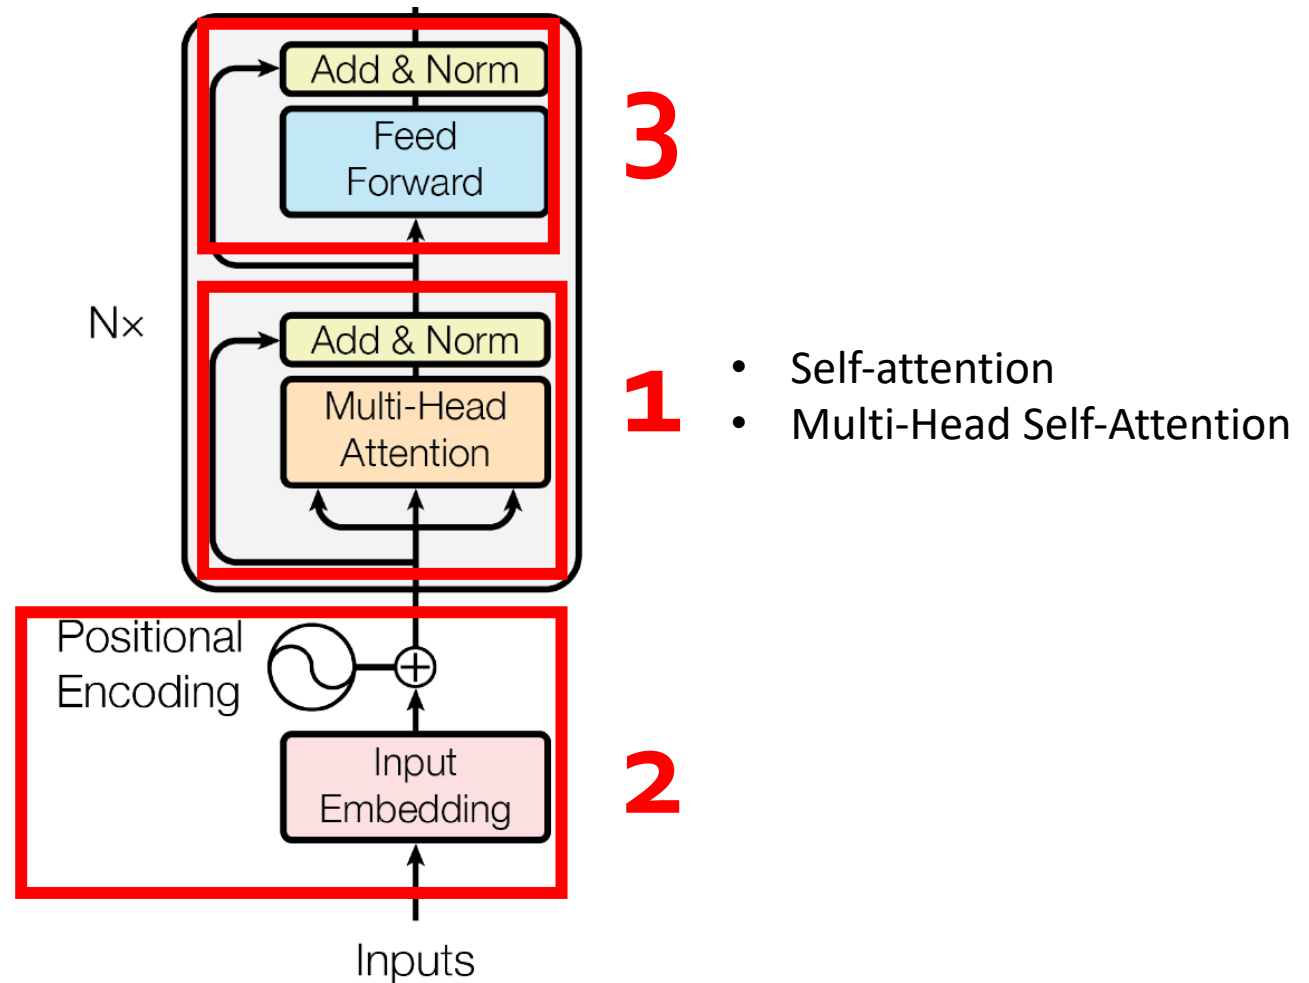 Add & Norm
Feed
Forward
3
N×
Add & Norm
Multi-Head
Attention
1
• Self-attention
• Multi-Head Self-Attention
Positional
Encoding
Input
Embedding
2
Inputs